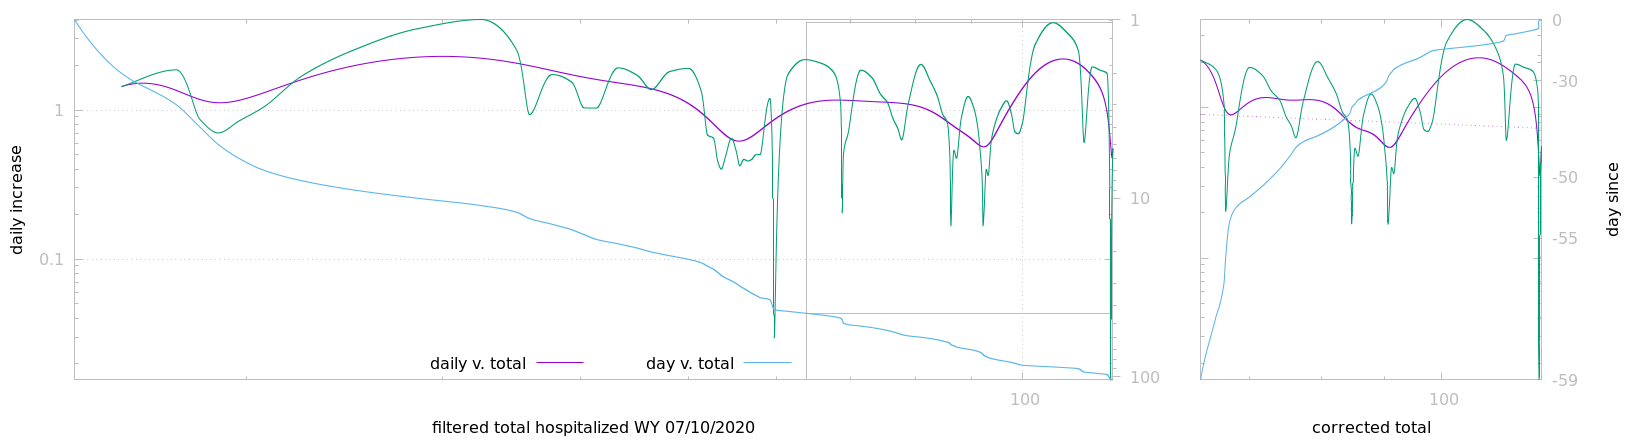 1
0.1
daily increase
daily v. total
day v. total
1
10
100
100
filtered total hospitalized WY 07/10/2020
0
-30
-50
-55
-59
day since
100
corrected total